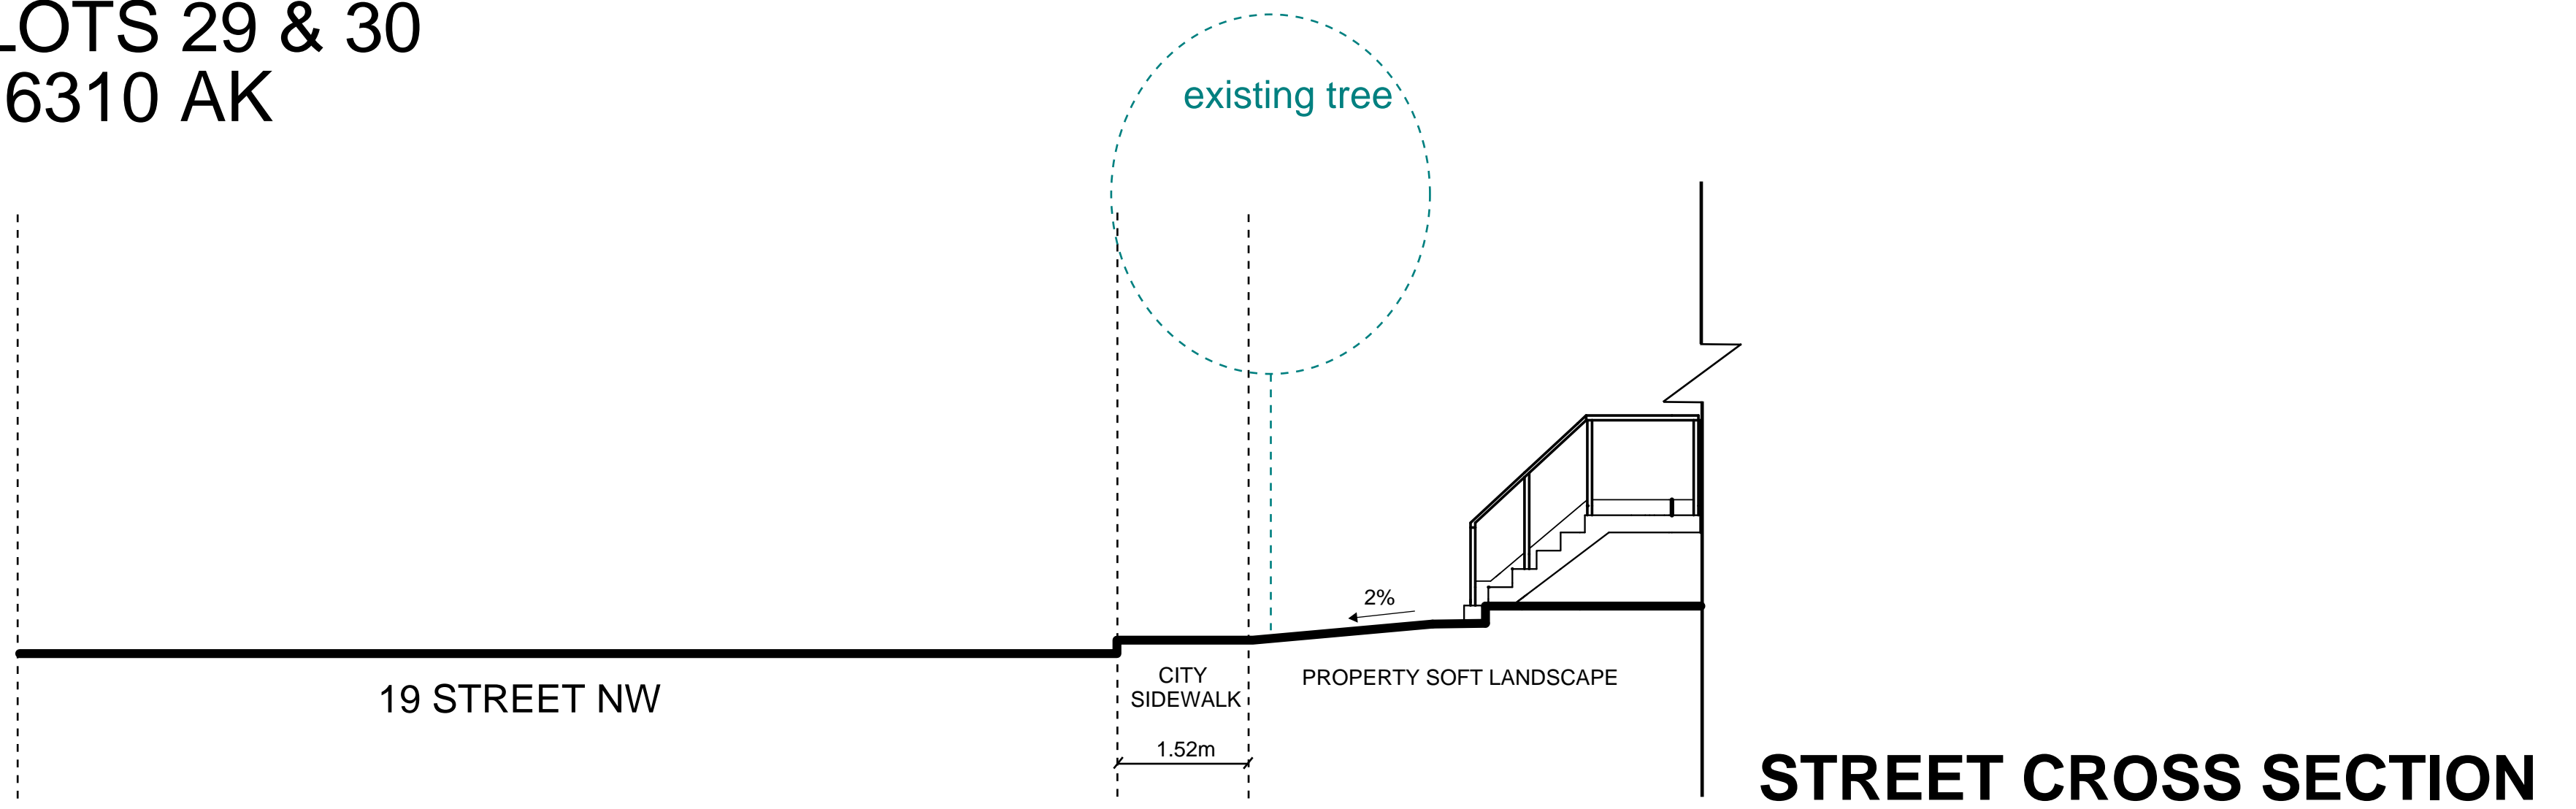 LOTS 29 & 30
6310 AK
existing tree
2%
CITY
SIDEWALK
PROPERTY SOFT LANDSCAPE
19 STREET NW
1.52m
STREET CROSS SECTION